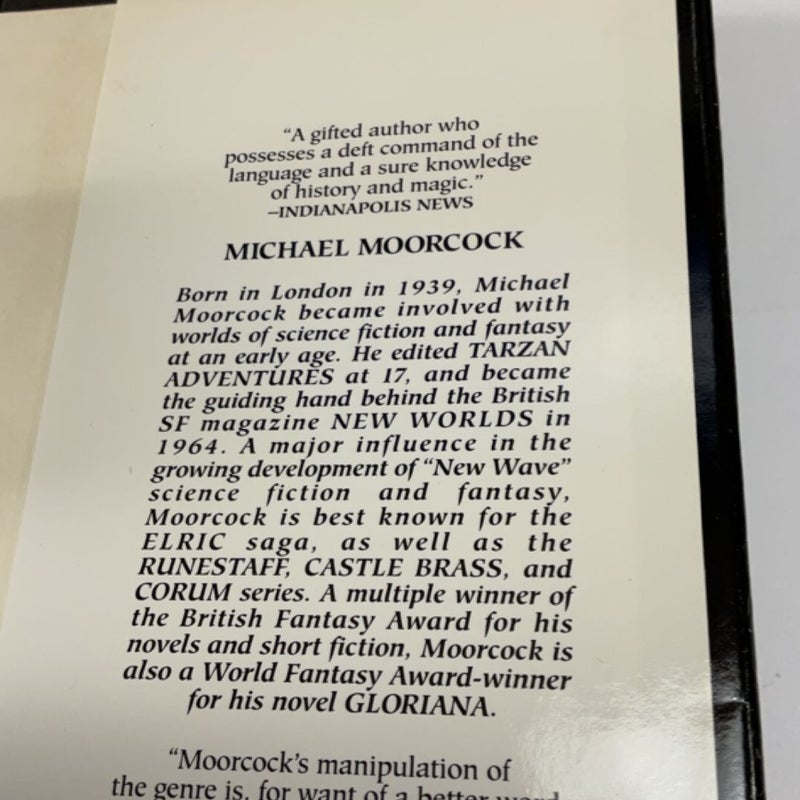 “A gifted author who
possesses a deft command of the
language and a sure knowledge
of history and magic.”
–INDIANAPOLIS NEWS
MICHAEL MOORCOCK
Born in London in 1939, Michael
Moorcock became involved with
worlds of science fiction and fantasy
at an early age. He edited TARZAN
ADVENTURES at 17, and became
the guiding hand behind the British
SF magazine NEW WORLDS in
1964. A major influence in the
growing development of “New Wave”
science fiction and fantasy,
Moorcock is best known for the
ELRIC saga, as well as the
RUNESTAFF, CASTLE BRASS, and
CORUM series. A multiple winner of
the British Fantasy Award for his
novels and short fiction, Moorcock is
also a World Fantasy Award-winner
for his novel GLORIANA.
“Moorcock’s manipulation of
the genre is, for want of a better word